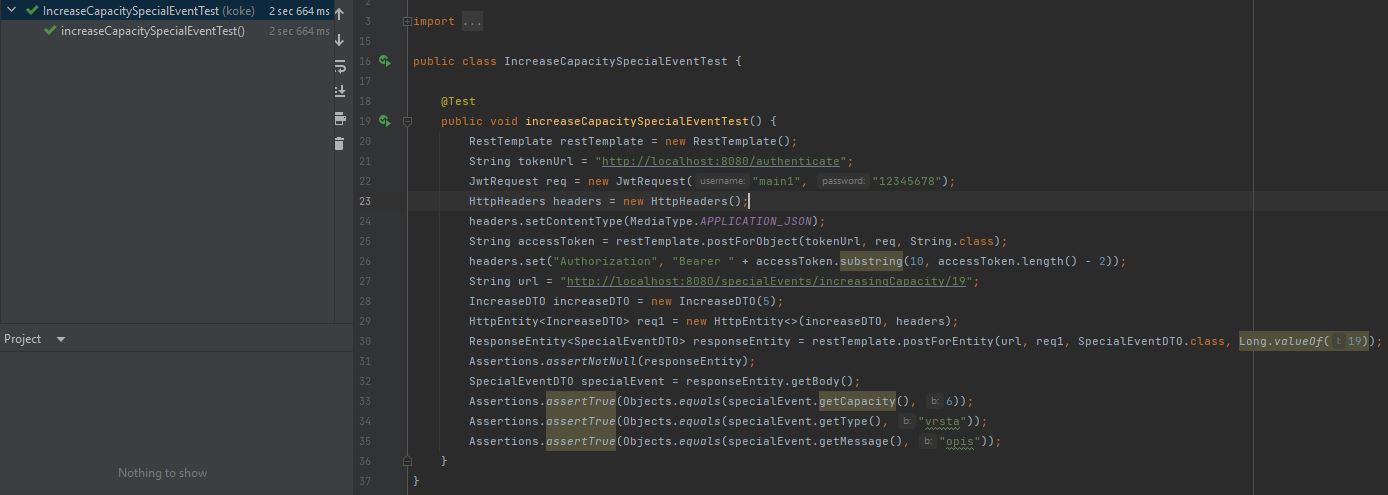 IncreaseCapacitySpecialEventTest (koke) 2 sec 664 ms
increaseCapacitySpecialEventTest() 2 sec 664 ms
Project
Nothing to show
2
3 import ...
15
16 public class IncreaseCapacitySpecialEventTest {
17
18 @Test
19 public void increaseCapacitySpecialEventTest() {
20 RestTemplate restTemplate = new RestTemplate();
21 String tokenUrl = "http://localhost:8080/authenticate";
22 JwtRequest req = new JwtRequest( username: "main1", password: "12345678");
23 HttpHeaders headers = new HttpHeaders();
24 headers.setContentType(MediaType.APPLICATION_JSON);
25 String accessToken = restTemplate.postForObject(tokenUrl, req, String.class);
26 headers.set("Authorization", "Bearer " + accessToken.substring(10, accessToken.length() - 2));
27 String url = "http://localhost:8080/specialEvents/increasingCapacity/19";
28 IncreaseDTO increaseDTO = new IncreaseDTO(5);
29 HttpEntity<IncreaseDTO> req1 = new HttpEntity<>(increaseDTO, headers);
30 ResponseEntity<SpecialEventDTO> responseEntity = restTemplate.postForEntity(url, req1, SpecialEventDTO.class, Long.valueOf( l: 19));
31 Assertions.assertNotNull(responseEntity);
32 SpecialEventDTO specialEvent = responseEntity.getBody();
33 Assertions.assertTrue(Objects.equals(specialEvent.getCapacity(), b: 6));
34 Assertions.assertTrue(Objects.equals(specialEvent.getType(), b: "vrsta"));
35 Assertions.assertTrue(Objects.equals(specialEvent.getMessage(), b: "opis"));
36 }
37 }